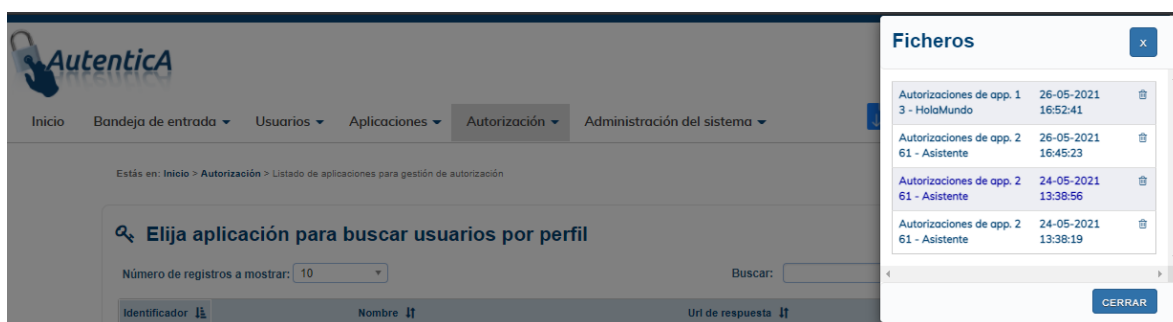 AutenticA
Inicio Bandeja de entrada Usuarios Aplicaciones Autorización Administración del sistema
Estás en: Inicio > Autorización > Listado de aplicaciones para gestión de autorización
Elija aplicación para buscar usuarios por perfil
Número de registros a mostrar: 10 Buscar:
Identificador Nombre Url de respuesta
Ficheros x
Autorizaciones de app. 1 26-05-2021
3 - HolaMundo 16:52:41
Autorizaciones de app. 2 26-05-2021
61 - Asistente 16:45:23
Autorizaciones de app. 2 24-05-2021
61 - Asistente 13:38:56
Autorizaciones de app. 2 24-05-2021
61 - Asistente 13:38:19
CERRAR